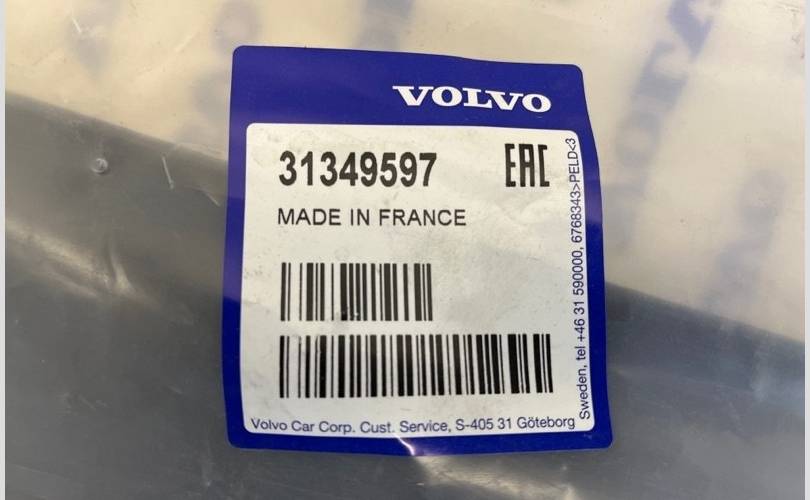 VOLVO
31349597
EAC
MADE IN FRANCE
Volvo Car Corp. Cust. Service, S-405 31 Göteborg
Sweden, tel +46 31 590000, 6768343>PELD<3